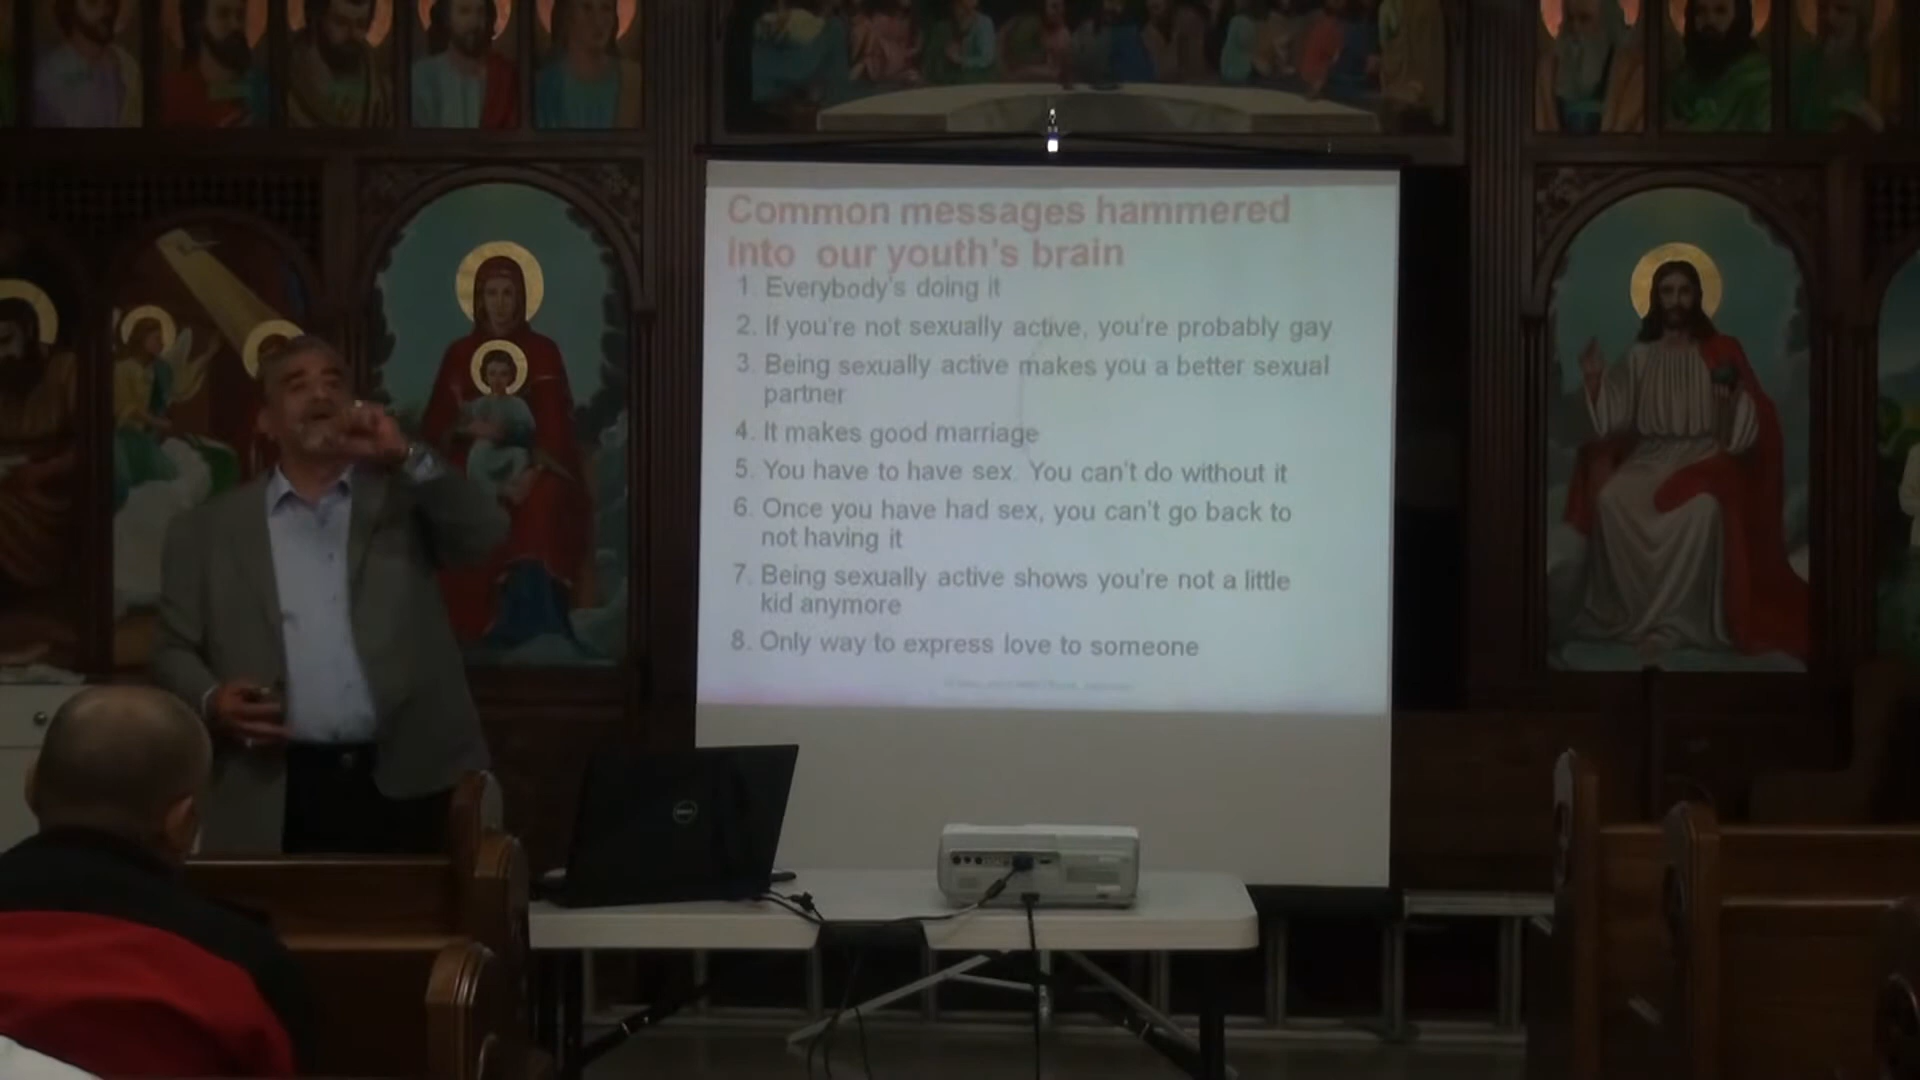 Common messages hammered
into our youth's brain
1. Everybody's doing it
2. If you're not sexually active, you're probably gay
3. Being sexually active makes you a better sexual
partner
4. It makes good marriage
5. You have to have sex. You can't do without it
6. Once you have had sex, you can't go back to
not having it
7. Being sexually active shows you're not a little
kid anymore
8. Only way to express love to someone
DELL